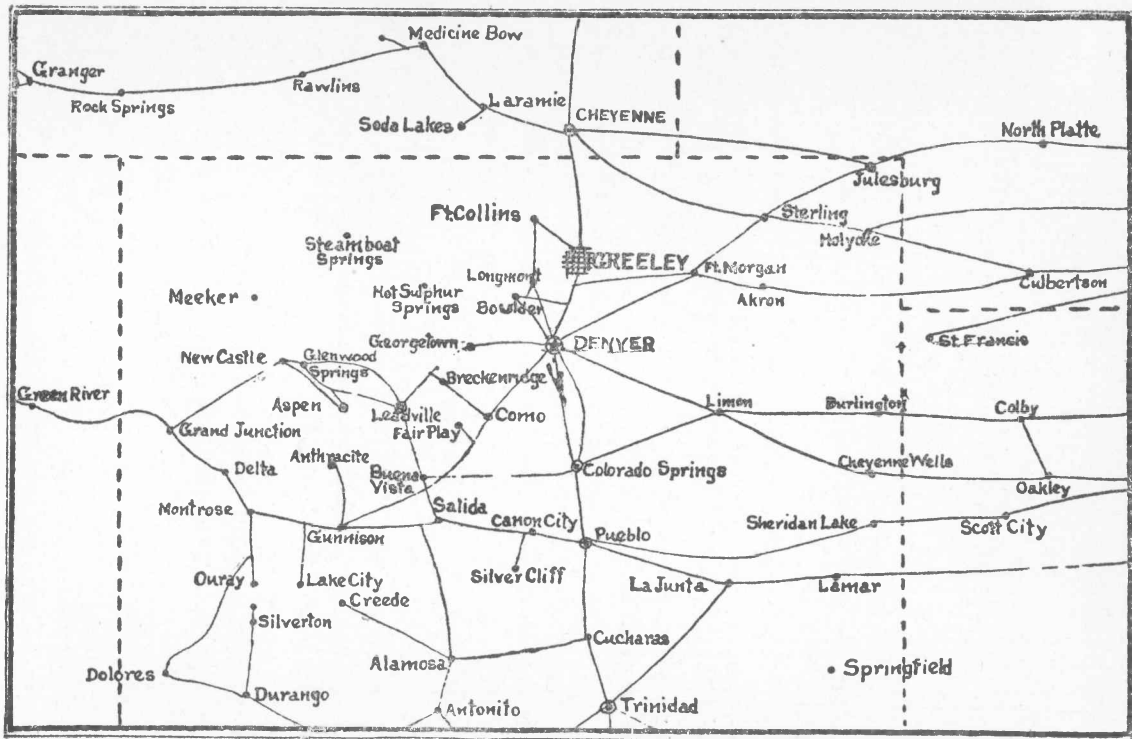 Medicine Bow
Granger
Rawlins
Rock Springs
Laramie
Soda Lakes
CHEYENNE
North Platte
Julesburg
Ft. Collins
Sterling
Holyoke
Steamboat
Springs
GREELEY
Longmont
Ft. Morgan
Meeker
Hot Sulphur
Springs
Boulder
Akron
Culbertson
Georgetown
DENVER
St. Francis
New Castle
Glenwood
Springs
Breckenridge
Green River
Aspen
Leadville
Como
Limon
Burlington
Colby
Grand Junction
Fair Play
Anthracite
Delta
Buena
Vista
Colorado Springs
Cheyenne Wells
Oakley
Montrose
Salida
Canon City
Gunnison
Pueblo
Sheridan Lake
Scott City
Ouray
Lake City
Silver Cliff
La Junta
Lamar
Creede
Silverton
Cucharas
Alamosa
Dolores
Springfield
Durango
Antonito
Trinidad